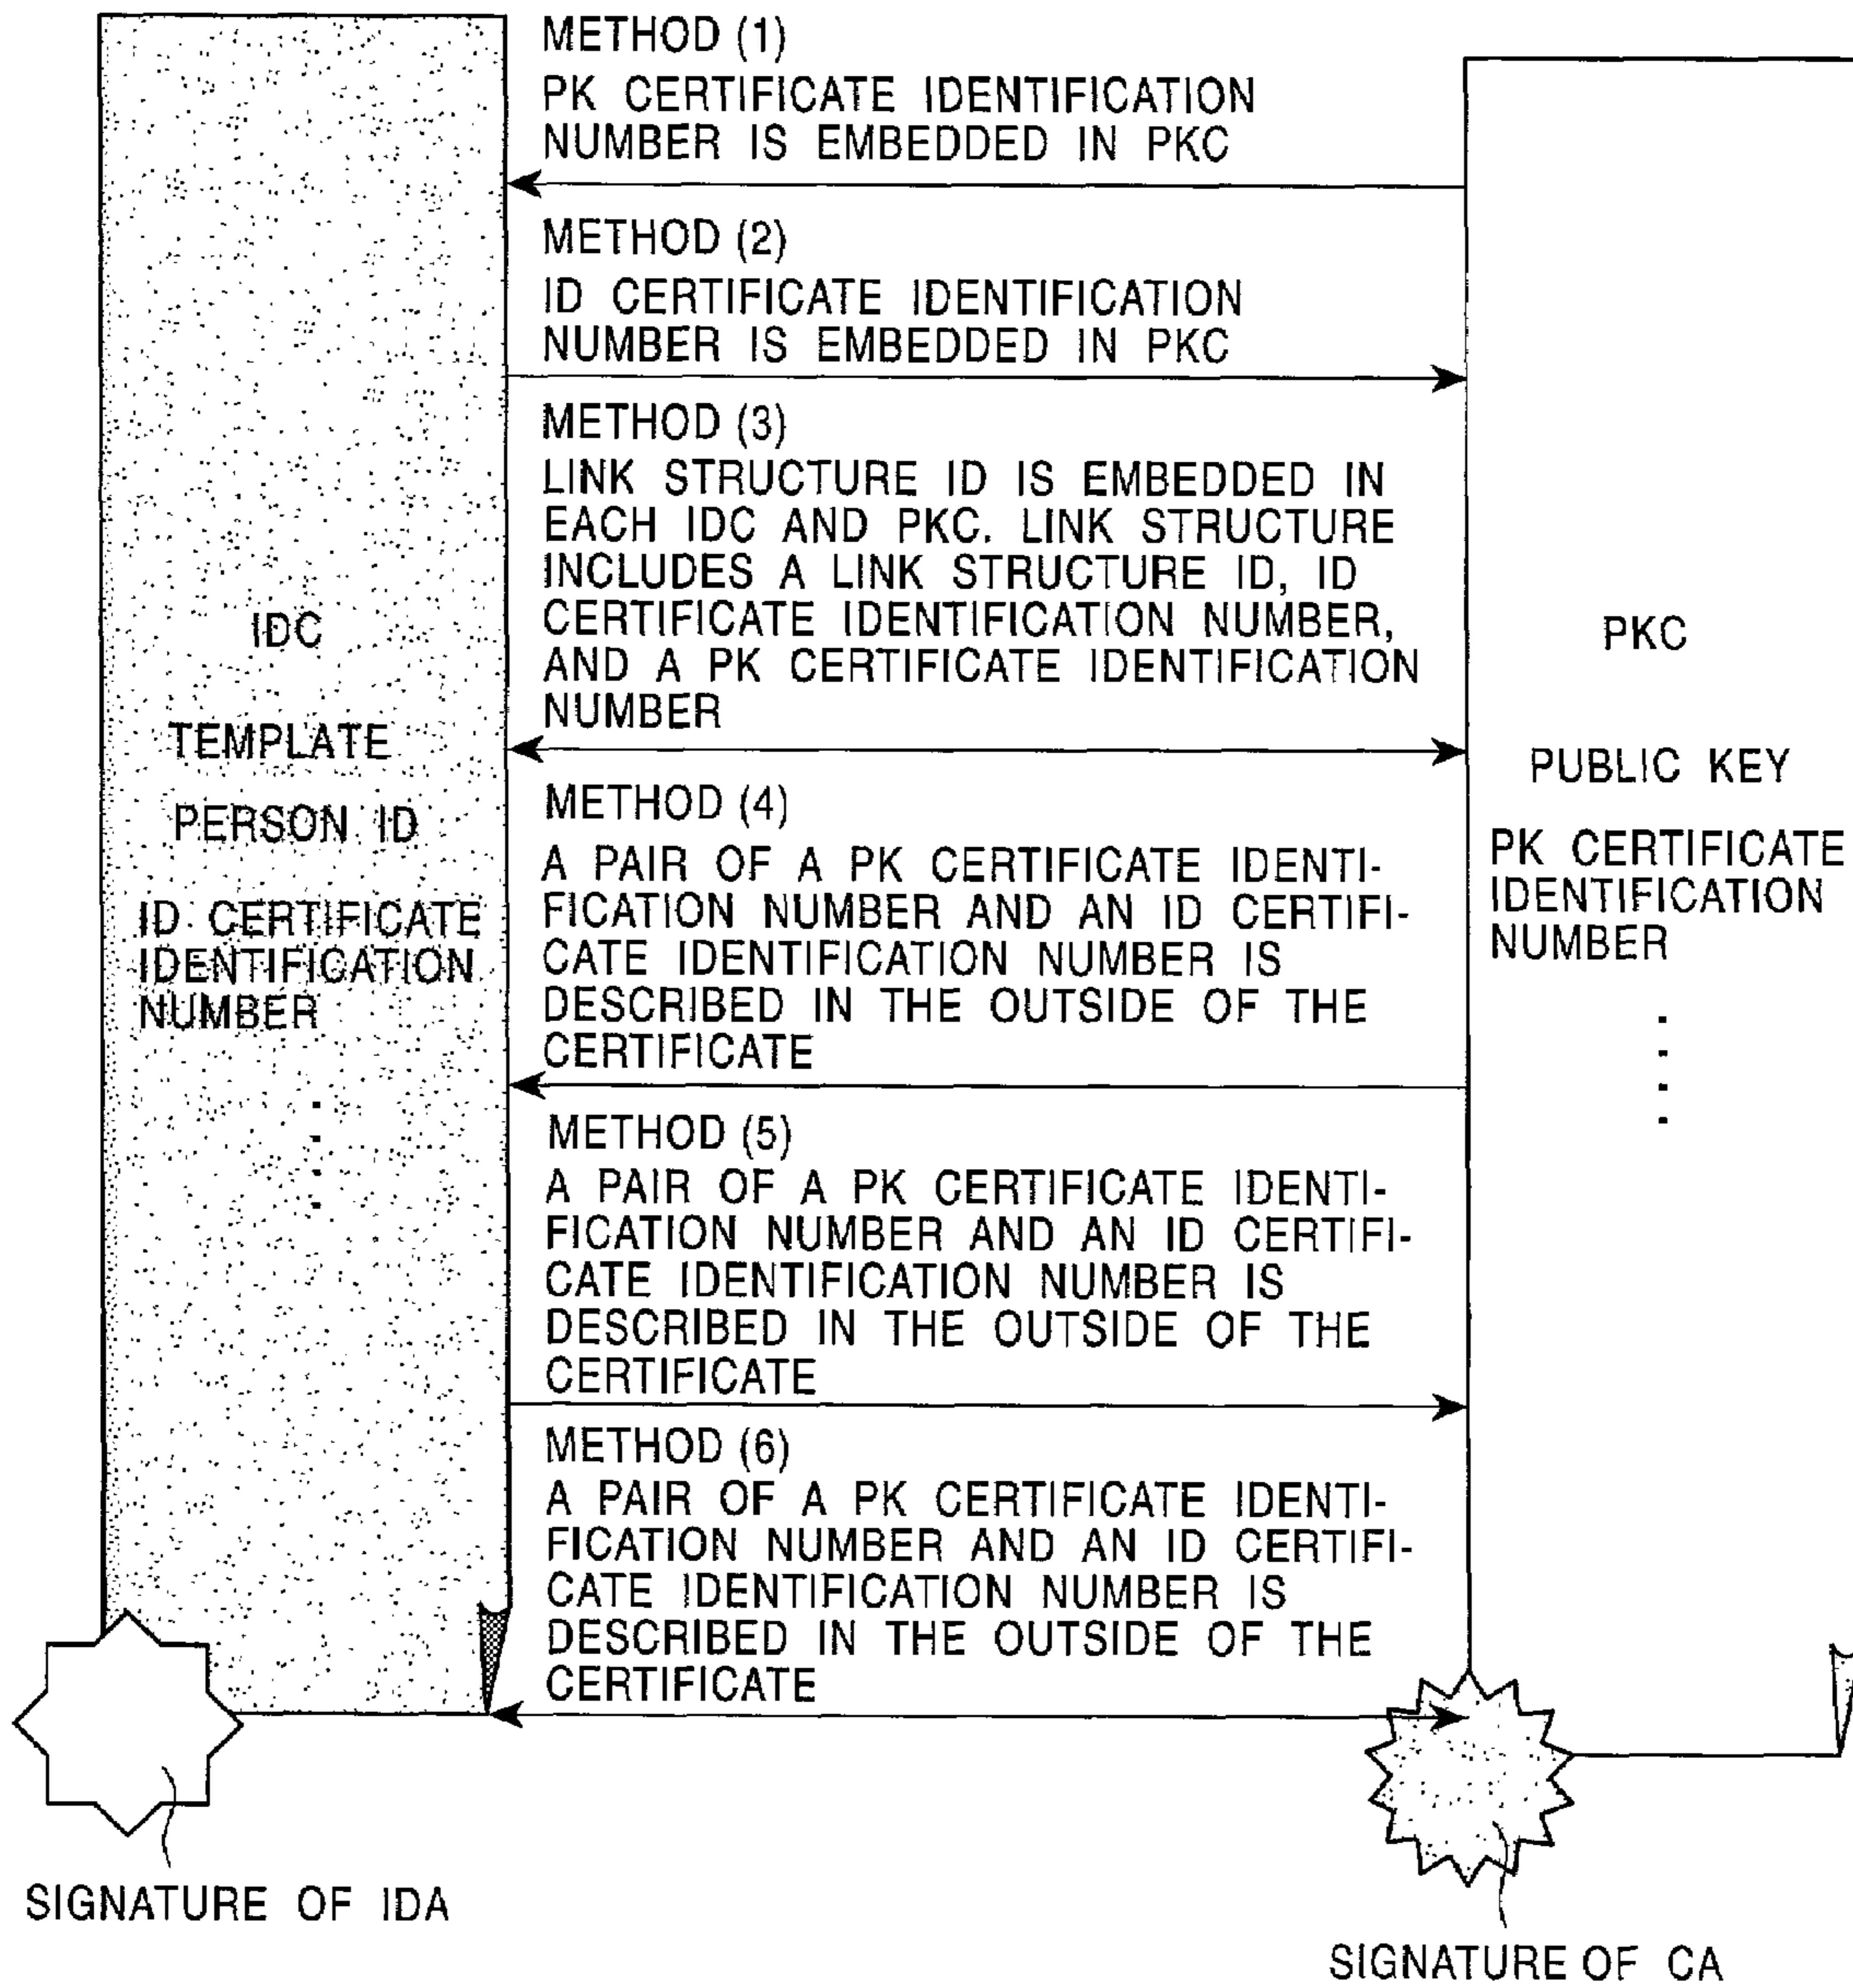 METHOD (1)
PK CERTIFICATE IDENTIFICATION
NUMBER IS EMBEDDED IN PKC
METHOD (2)
ID CERTIFICATE IDENTIFICATION
NUMBER IS EMBEDDED IN PKC
METHOD (3)
LINK STRUCTURE ID IS EMBEDDED IN
EACH IDC AND PKC. LINK STRUCTURE
INCLUDES A LINK STRUCTURE ID, ID
CERTIFICATE IDENTIFICATION NUMBER,
AND A PK CERTIFICATE IDENTIFICATION
NUMBER
METHOD (4)
A PAIR OF A PK CERTIFICATE IDENTI-
FICATION NUMBER AND AN ID CERTIFI-
CATE IDENTIFICATION NUMBER IS
DESCRIBED IN THE OUTSIDE OF THE
CERTIFICATE
METHOD (5)
A PAIR OF A PK CERTIFICATE IDENTI-
FICATION NUMBER AND AN ID CERTIFI-
CATE IDENTIFICATION NUMBER IS
DESCRIBED IN THE OUTSIDE OF THE
CERTIFICATE
METHOD (6)
A PAIR OF A PK CERTIFICATE IDENTI-
FICATION NUMBER AND AN ID CERTIFI-
CATE IDENTIFICATION NUMBER IS
DESCRIBED IN THE OUTSIDE OF THE
CERTIFICATE
IDC
TEMPLATE
PERSON ID
ID CERTIFICATE
IDENTIFICATION
NUMBER
PKC
PUBLIC KEY
PK CERTIFICATE
IDENTIFICATION
NUMBER
SIGNATURE OF IDA
SIGNATURE OF CA